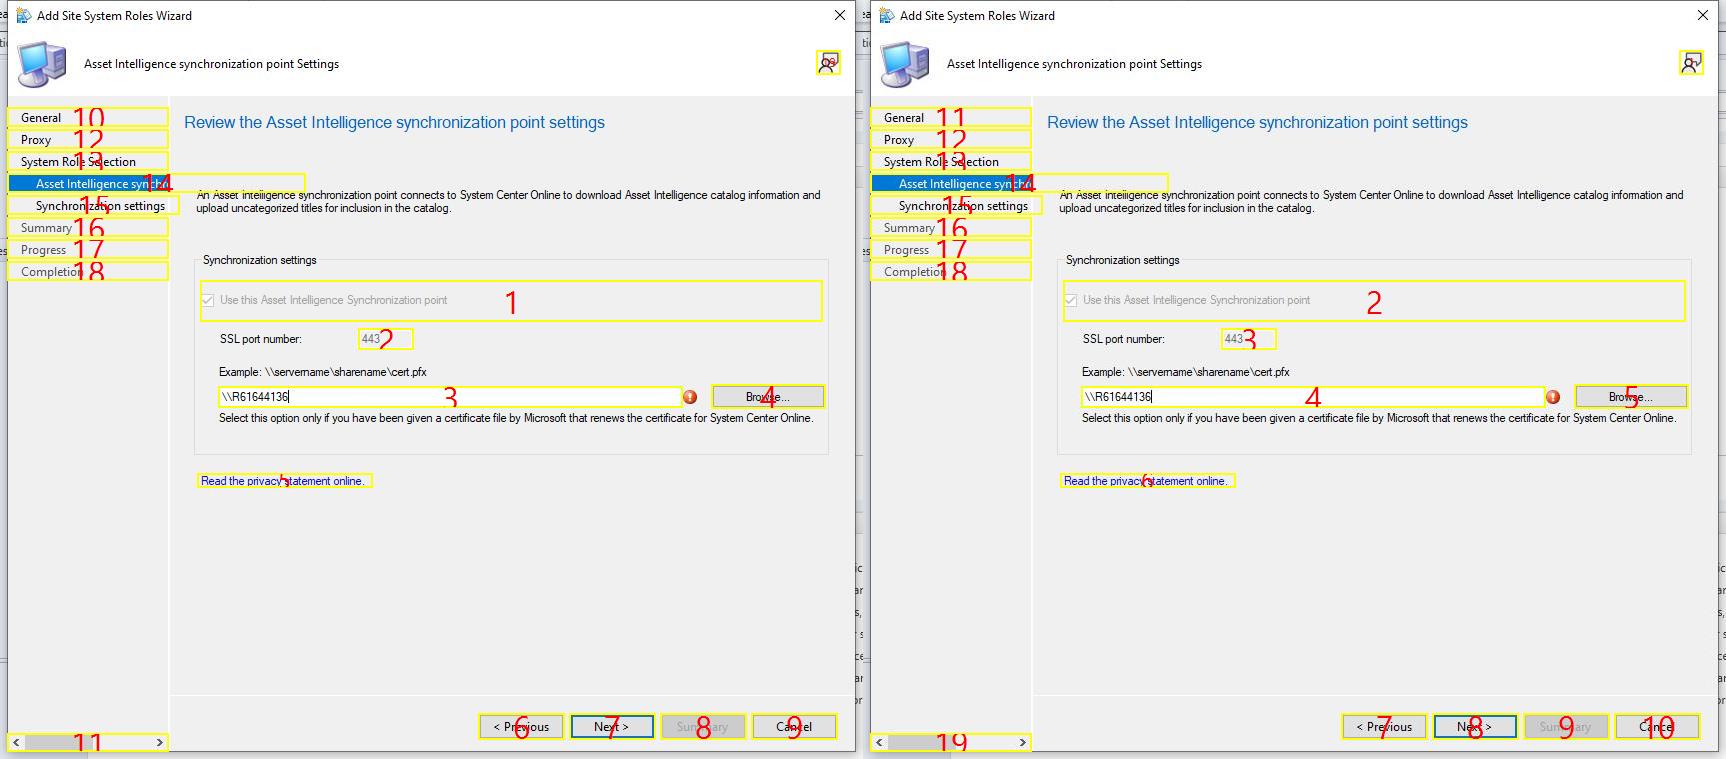 Add Site System Roles Wizard
Asset Intelligence synchronization point Settings
General 10
Proxy 12
System Role Selection 13
Asset Intelligence synchro 14
Synchronization settings 15
Summary 16
Progress 17
Completion 18
11
Review the Asset Intelligence synchronization point settings
An Asset Intelligence synchronization point connects to System Center Online to download Asset Intelligence catalog information and
upload uncategorized titles for inclusion in the catalog.
Synchronization settings
Use this Asset Intelligence Synchronization point 1
SSL port number: 443 2
Example: \\servername\sharename\cert.pfx
\\R61644136 3 Browse... 4
Select this option only if you have been given a certificate file by Microsoft that renews the certificate for System Center Online.
Read the privacy statement online. 5
< Previous 6 Next > 7 Summary 8 Cancel 9
Add Site System Roles Wizard
Asset Intelligence synchronization point Settings
General 11
Proxy 12
System Role Selection 13
Asset Intelligence synchro 14
Synchronization settings 15
Summary 16
Progress 17
Completion 18
19
Review the Asset Intelligence synchronization point settings
An Asset Intelligence synchronization point connects to System Center Online to download Asset Intelligence catalog information and
upload uncategorized titles for inclusion in the catalog.
Synchronization settings
Use this Asset Intelligence Synchronization point 2
SSL port number: 443 3
Example: \\servername\sharename\cert.pfx
\\R61644136 4 Browse... 5
Select this option only if you have been given a certificate file by Microsoft that renews the certificate for System Center Online.
Read the privacy statement online. 6
< Previous 7 Next > 8 Summary 9 Cancel 10